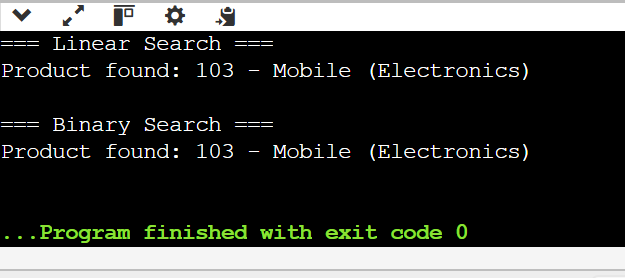 === Linear Search ===
Product found: 103 - Mobile (Electronics)
=== Binary Search ===
Product found: 103 - Mobile (Electronics)
...Program finished with exit code 0